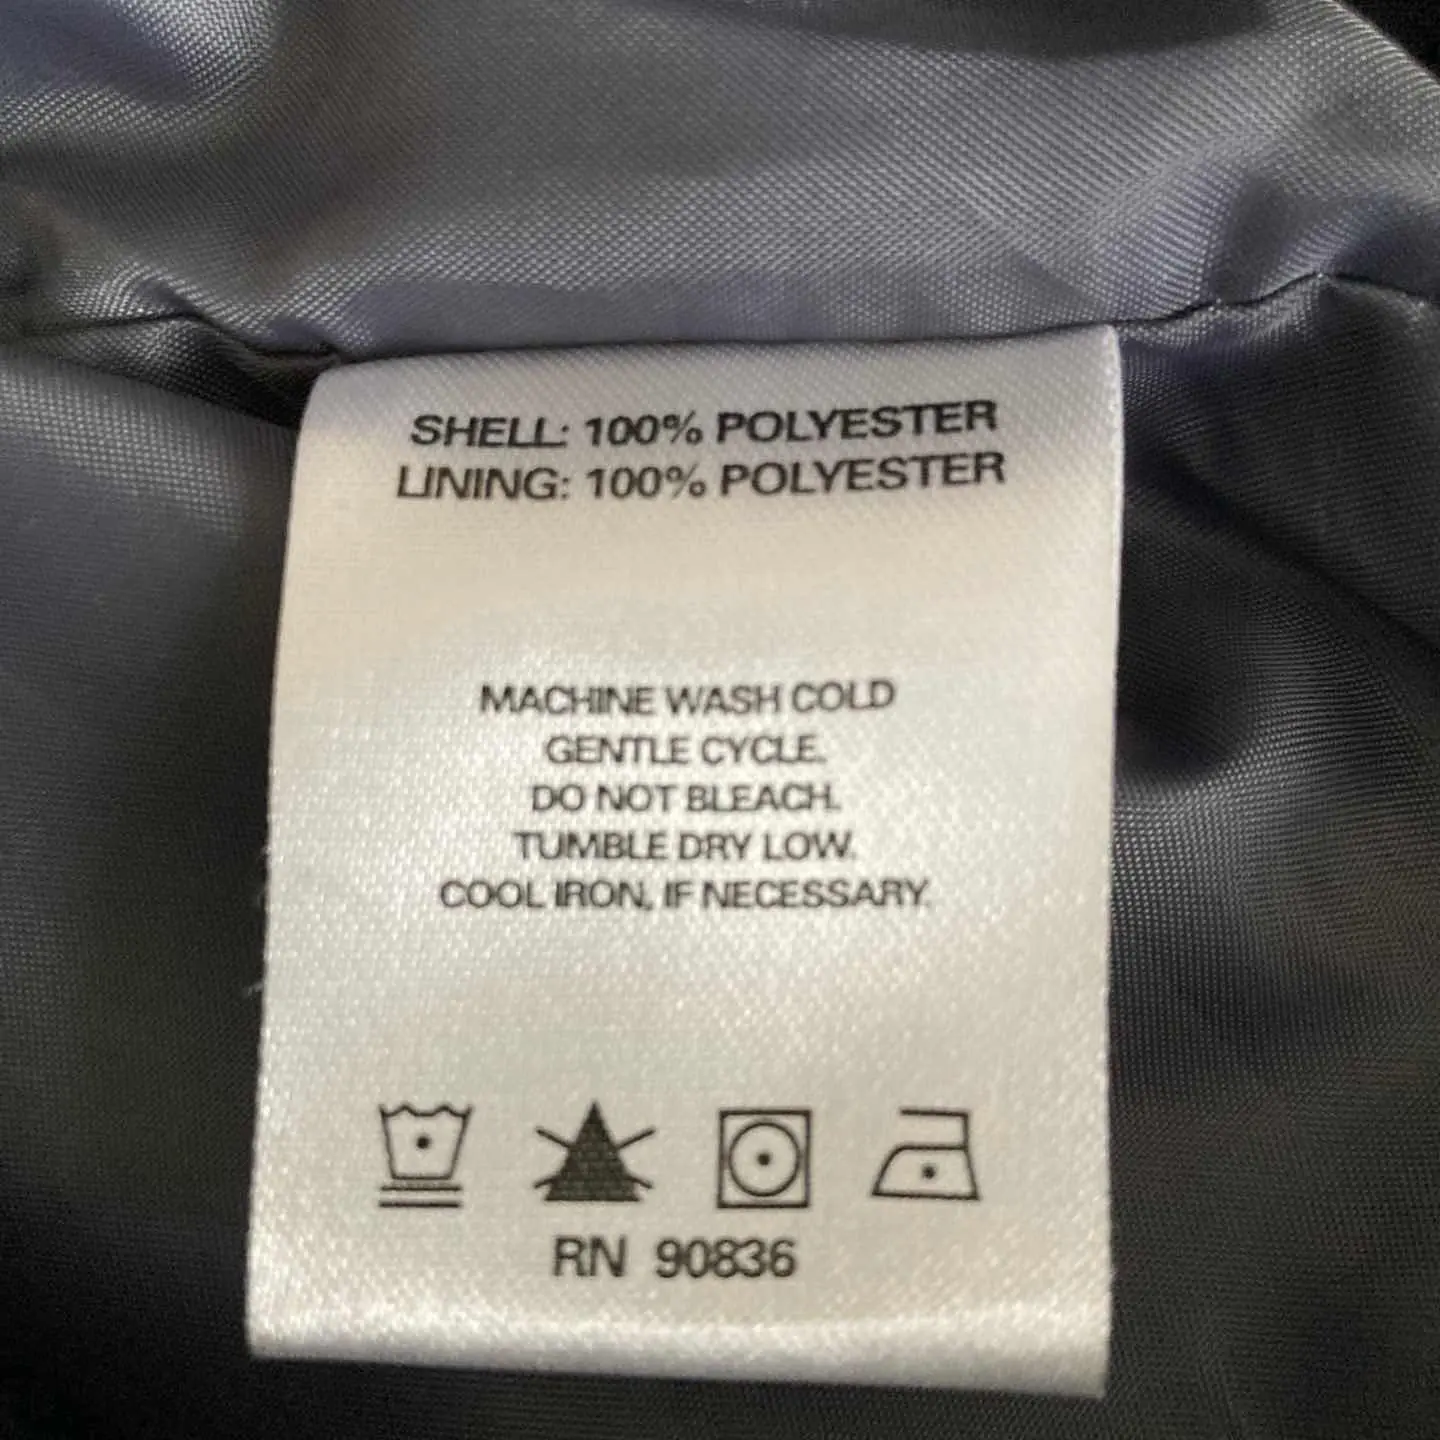 SHELL: 100% POLYESTER
LINING: 100% POLYESTER
MACHINE WASH COLD
GENTLE CYCLE.
DO NOT BLEACH.
TUMBLE DRY LOW.
COOL IRON, IF NECESSARY.
RN 90836